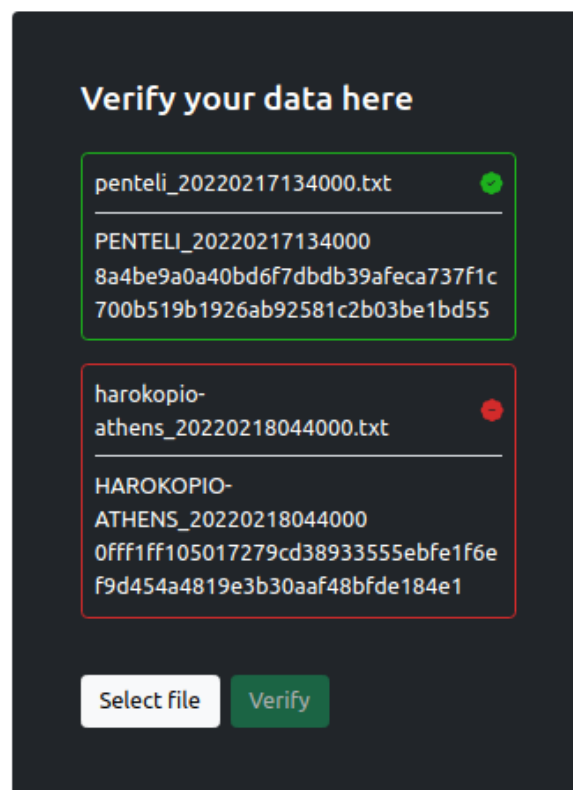 Verify your data here
penteli_20220217134000.txt
PENTELI_20220217134000
8a4be9a0a40bd6f7dbdb39afeca737f1c
700b519b1926ab92581c2b03be1bd55
harokopio-
athens_20220218044000.txt
HAROKOPIO-
ATHENS_20220218044000
0fff1ff105017279cd38933555ebfe1f6e
f9d454a4819e3b30aaf48bfde184e1
Select file
Verify